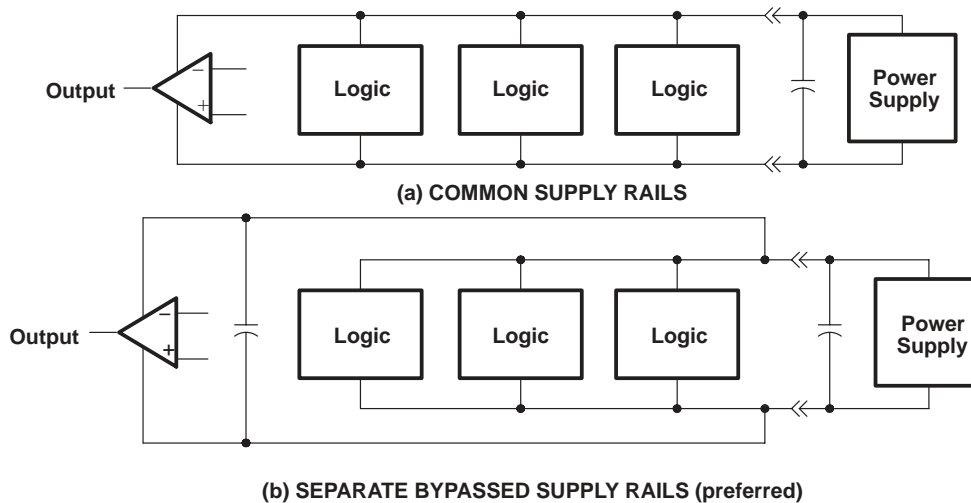 Output
−
+
Logic
Logic
Logic
Power
Supply
(a) COMMON SUPPLY RAILS
Output
−
+
Logic
Logic
Logic
Power
Supply
(b) SEPARATE BYPASSED SUPPLY RAILS (preferred)